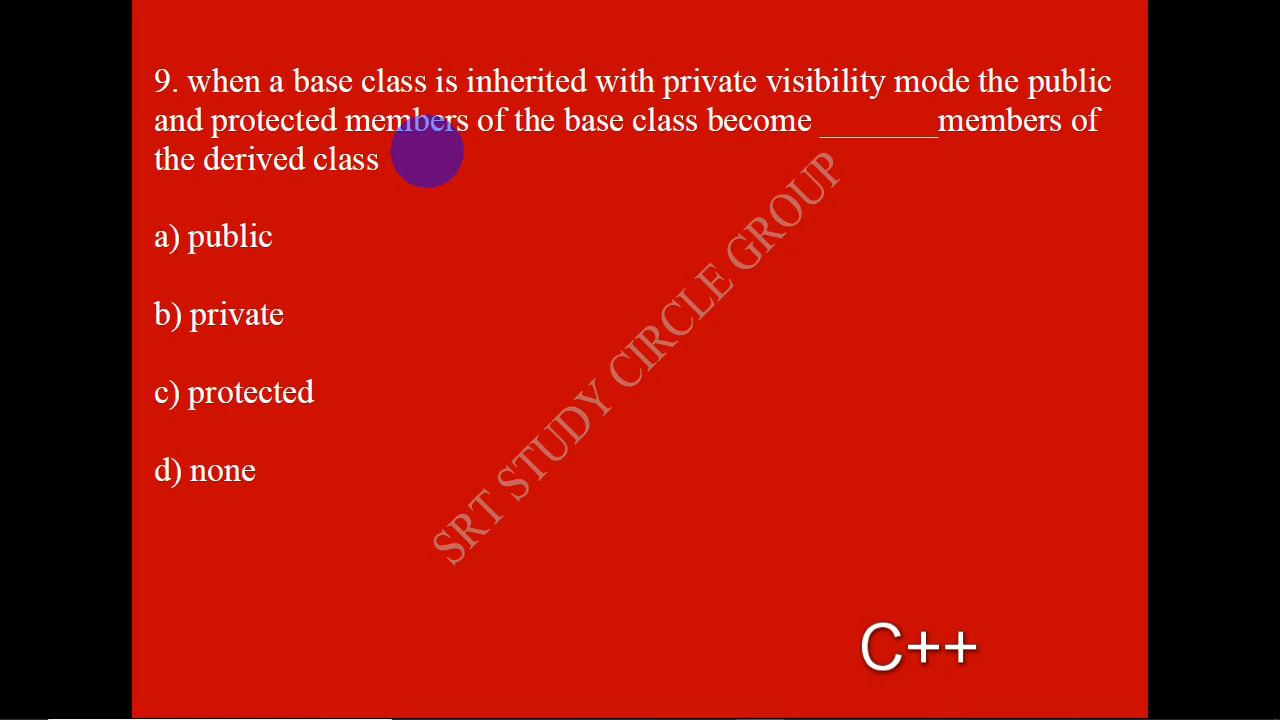 9. when a base class is inherited with private visibility mode the public
and protected members of the base class become _______members of
the derived class
a) public
b) private
c) protected
d) none
SRT STUDY CIRCLE GROUP
C++